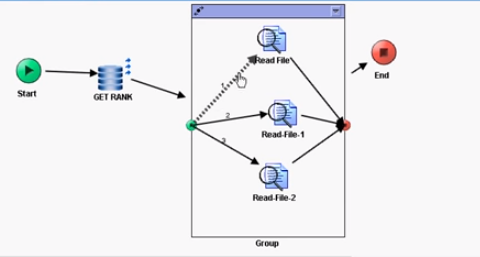 Start
GET RANK
1
Read File
2
Read-File-1
3
Read-File-2
Group
End